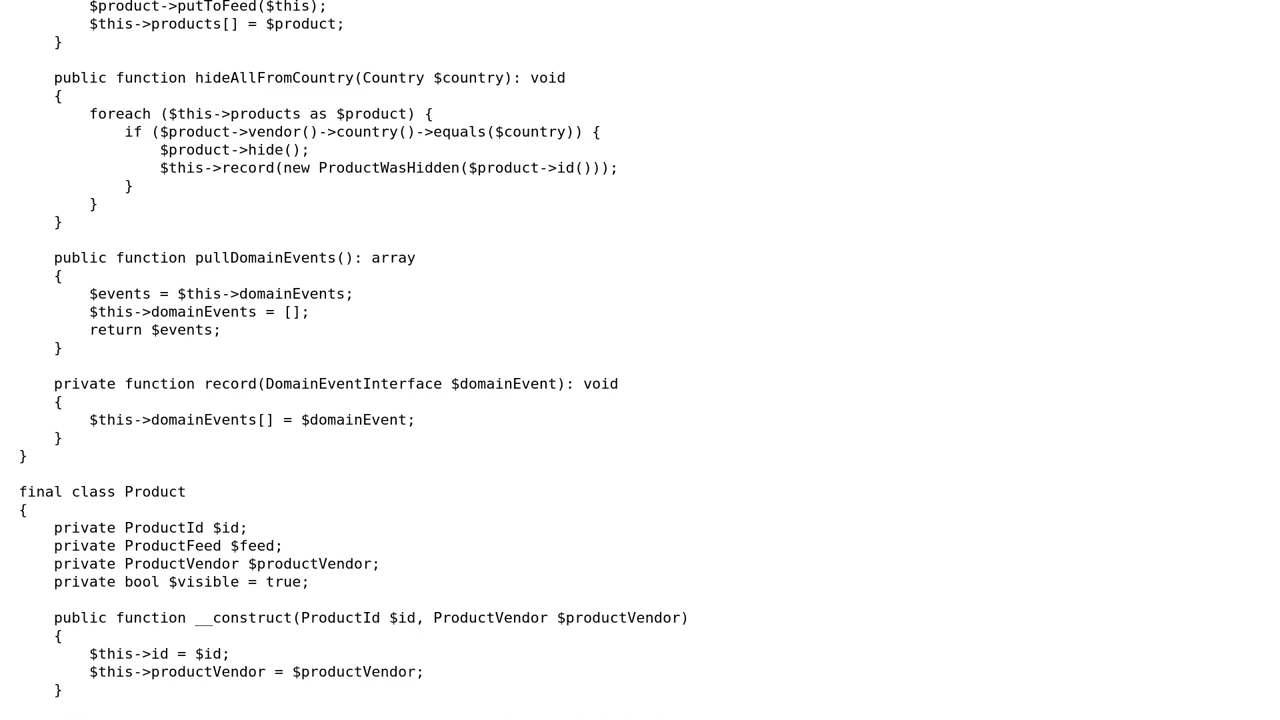 $product->putToFeed($this);
        $this->products[] = $product;
    }

    public function hideAllFromCountry(Country $country): void
    {
        foreach ($this->products as $product) {
            if ($product->vendor()->country()->equals($country)) {
                $product->hide();
                $this->record(new ProductWasHidden($product->id()));
            }
        }
    }

    public function pullDomainEvents(): array
    {
        $events = $this->domainEvents;
        $this->domainEvents = [];
        return $events;
    }

    private function record(DomainEventInterface $domainEvent): void
    {
        $this->domainEvents[] = $domainEvent;
    }
}

final class Product
{
    private ProductId $id;
    private ProductFeed $feed;
    private ProductVendor $productVendor;
    private bool $visible = true;

    public function __construct(ProductId $id, ProductVendor $productVendor)
    {
        $this->id = $id;
        $this->productVendor = $productVendor;
    }